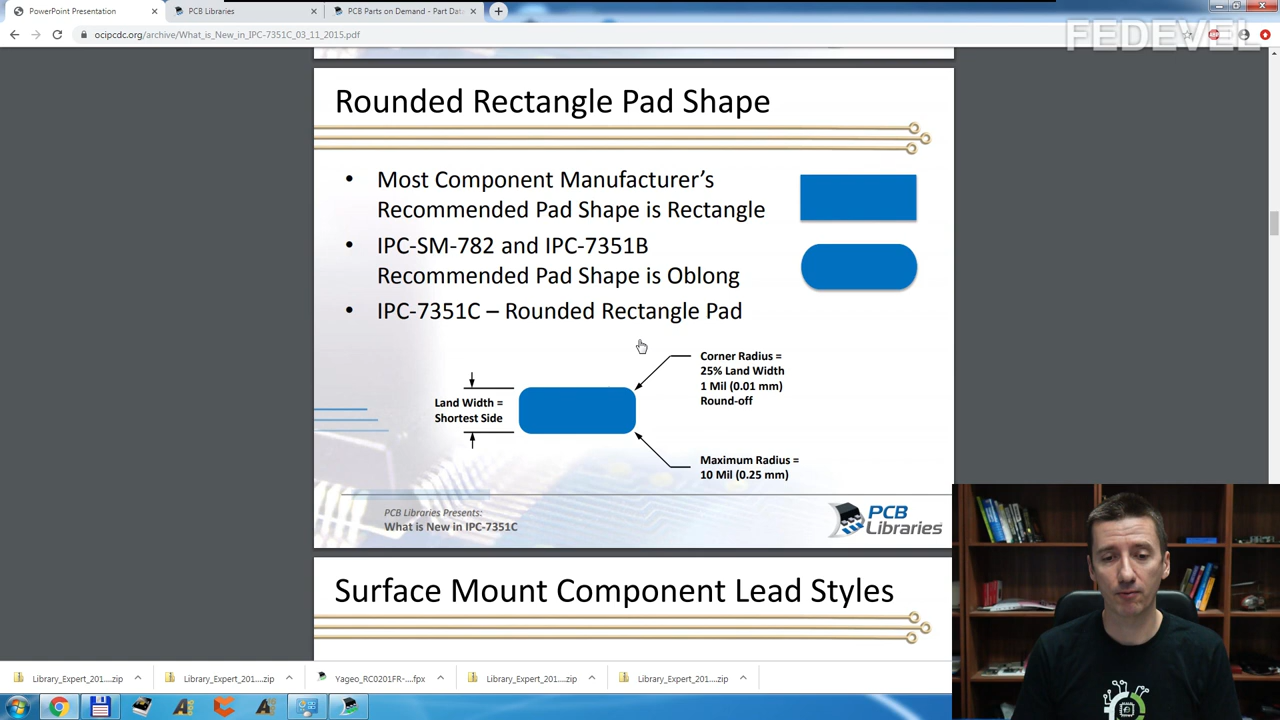 PowerPoint Presentation
PCB Libraries
PCB Parts on Demand - Part Dat
ocipcdc.org/archive/What_is_New_in_IPC-7351C_03_11_2015.pdf
FEDEVEL
Rounded Rectangle Pad Shape
• Most Component Manufacturer's
Recommended Pad Shape is Rectangle
• IPC-SM-782 and IPC-7351B
Recommended Pad Shape is Oblong
• IPC-7351C – Rounded Rectangle Pad
Corner Radius =
25% Land Width
1 Mil (0.01 mm)
Round-off
Land Width =
Shortest Side
Maximum Radius =
10 Mil (0.25 mm)
PCB Libraries Presents:
What is New in IPC-7351C
PCB
Libraries
Surface Mount Component Lead Styles
Library_Expert_201....zip
Library_Expert_201....zip
Yageo_RC0201FR-....fpx
Library_Expert_201....zip
Library_Expert_201....zip